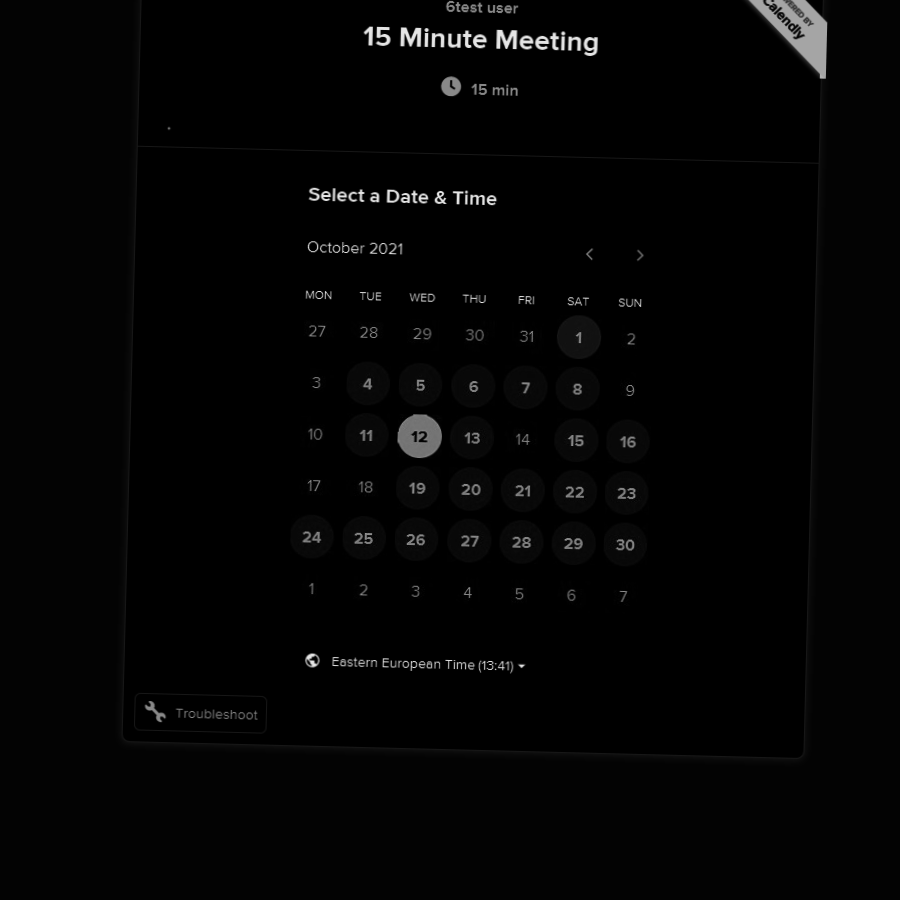 6test user
15 Minute Meeting
15 min
Calendly
Select a Date & Time
October 2021
MON TUE WED THU FRI SAT SUN
27 28 29 30 31 1 2
3 4 5 6 7 8 9
10 11 12 13 14 15 16
17 18 19 20 21 22 23
24 25 26 27 28 29 30
1 2 3 4 5 6 7
Eastern European Time (13:41)
Troubleshoot